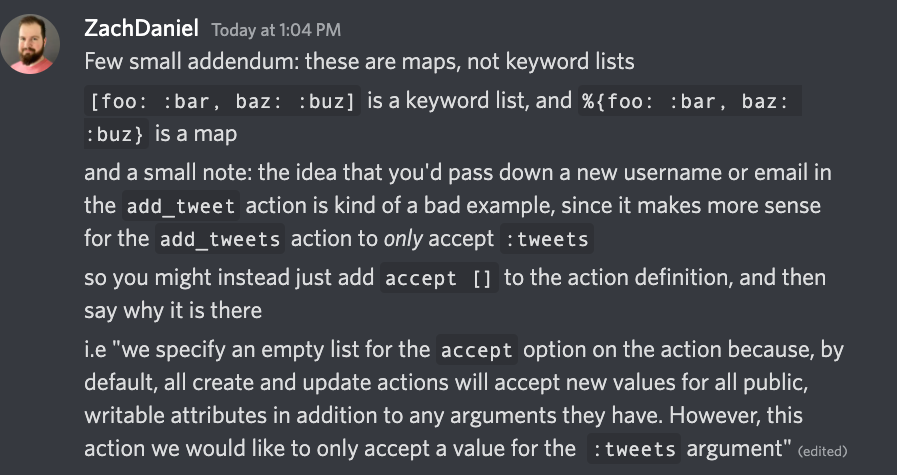 ZachDaniel Today at 1:04 PM
Few small addendum: these are maps, not keyword lists
[foo: :bar, baz: :buz] is a keyword list, and %{foo: :bar, baz:
:buz} is a map
and a small note: the idea that you'd pass down a new username or email in
the add_tweet action is kind of a bad example, since it makes more sense
for the add_tweets action to only accept :tweets
so you might instead just add accept [] to the action definition, and then
say why it is there
i.e "we specify an empty list for the accept option on the action because, by
default, all create and update actions will accept new values for all public,
writable attributes in addition to any arguments they have. However, this
action we would like to only accept a value for the :tweets argument" (edited)